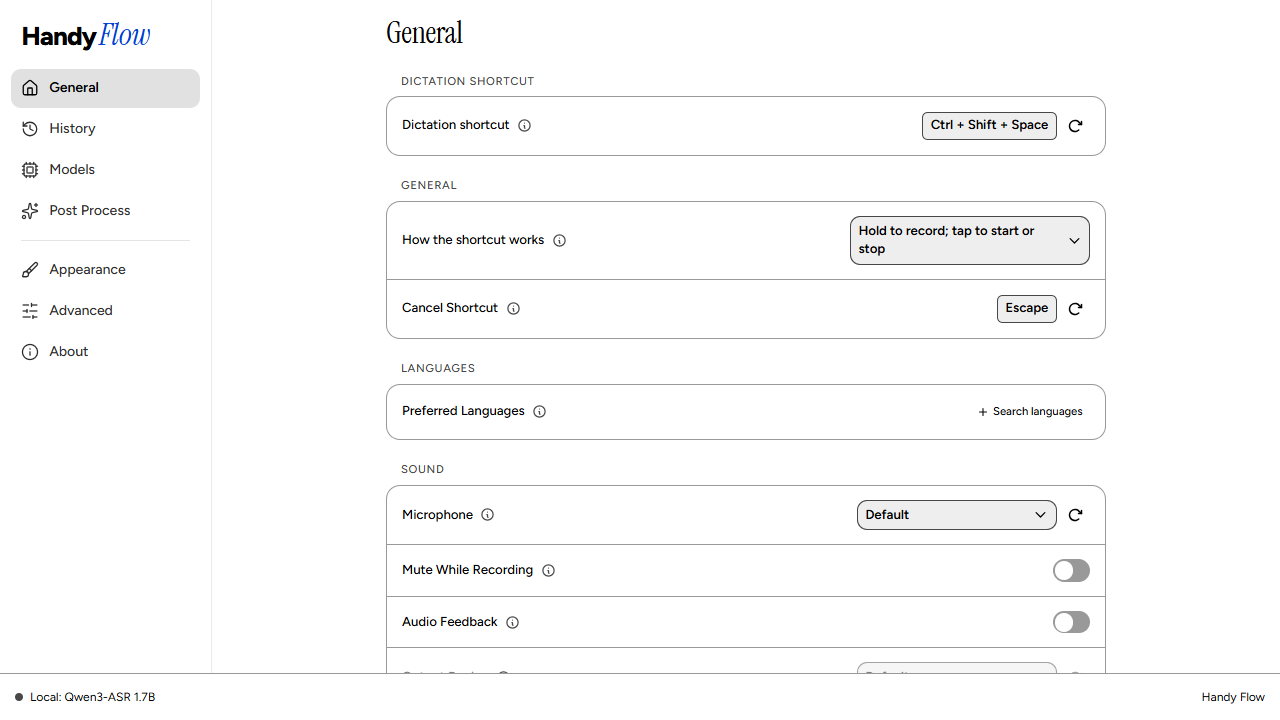 Handy Flow
General
History
Models
Post Process
Appearance
Advanced
About
General
DICTATION SHORTCUT
Dictation shortcut
Ctrl + Shift + Space
GENERAL
How the shortcut works
Hold to record; tap to start or
stop
Cancel Shortcut
Escape
LANGUAGES
Preferred Languages
+ Search languages
SOUND
Microphone
Default
Mute While Recording
Audio Feedback
Local: Qwen3-ASR 1.7B
Handy Flow